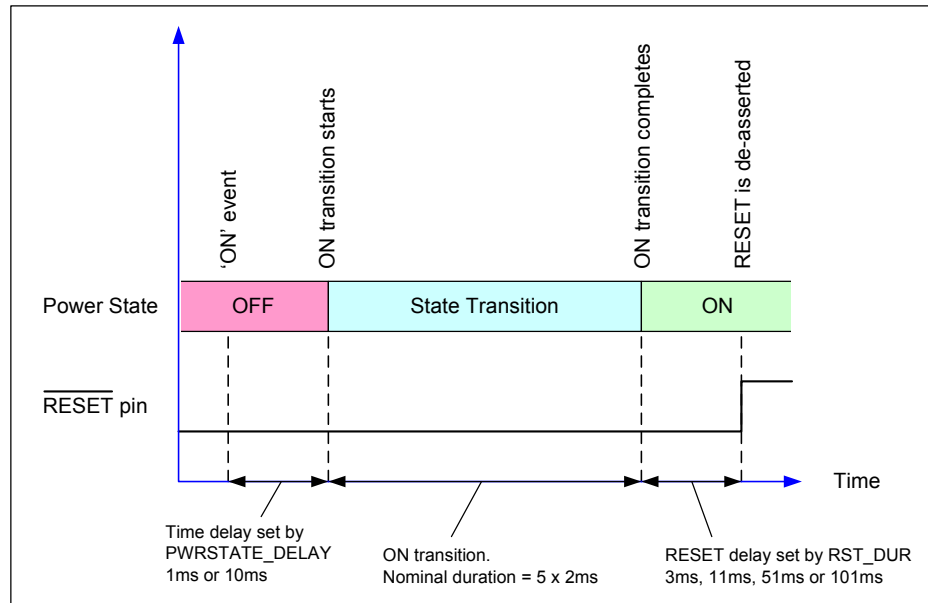 'ON' event
ON transition starts
ON transition completes
RESET is de-asserted
Power State
OFF
State Transition
ON
RESET pin
Time
Time delay set by
PWRSTATE_DELAY
1ms or 10ms
ON transition.
Nominal duration = 5 x 2ms
RESET delay set by RST_DUR
3ms, 11ms, 51ms or 101ms